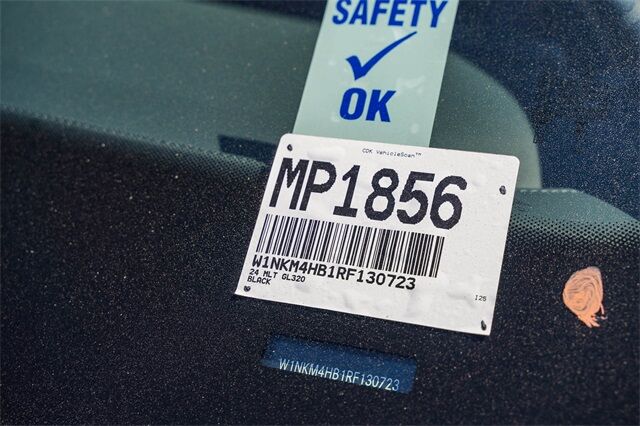 SAFETY
OK
CDK VehicleScan™
MP1856
W1NKM4HB1RF130723
24 MLT GL320
BLACK
125
W1NKM4HB1RF130723